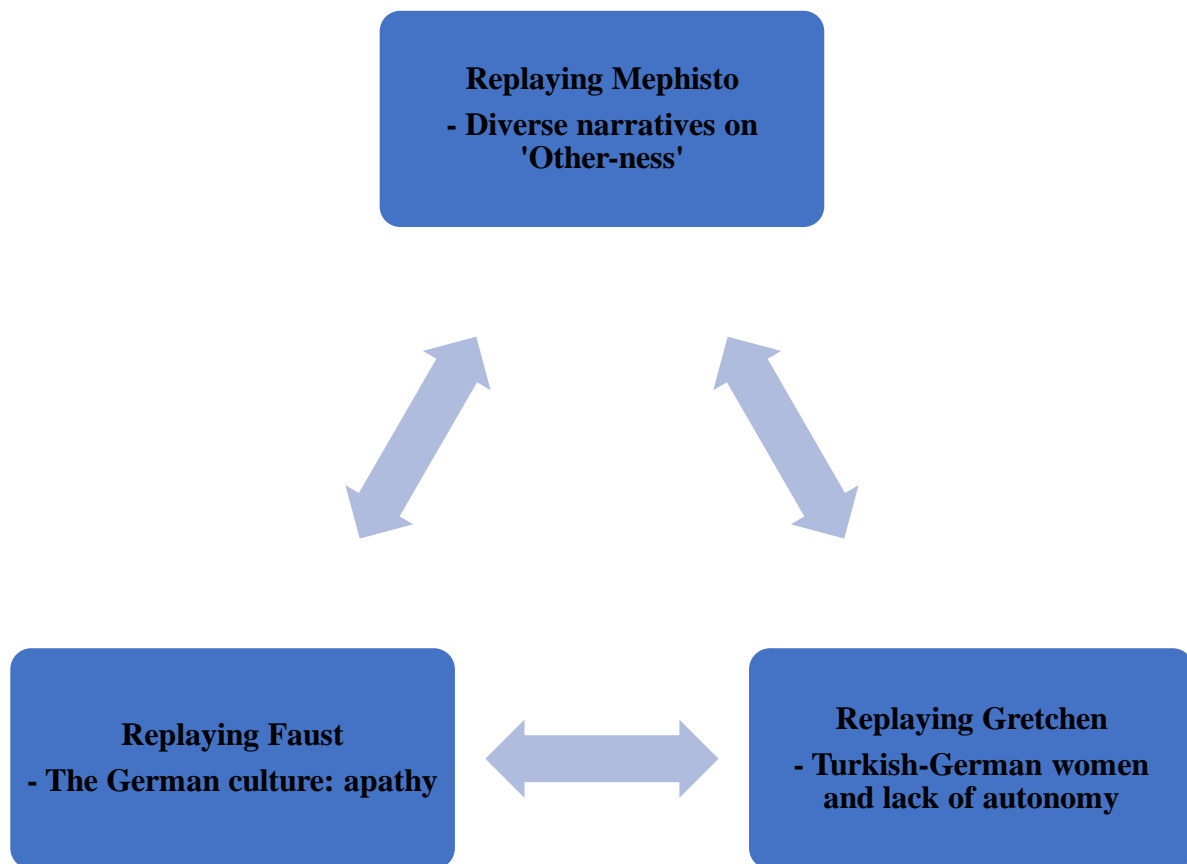 Replaying Mephisto
- Diverse narratives on
'Other-ness'
Replaying Faust
- The German culture: apathy
Replaying Gretchen
- Turkish-German women
and lack of autonomy